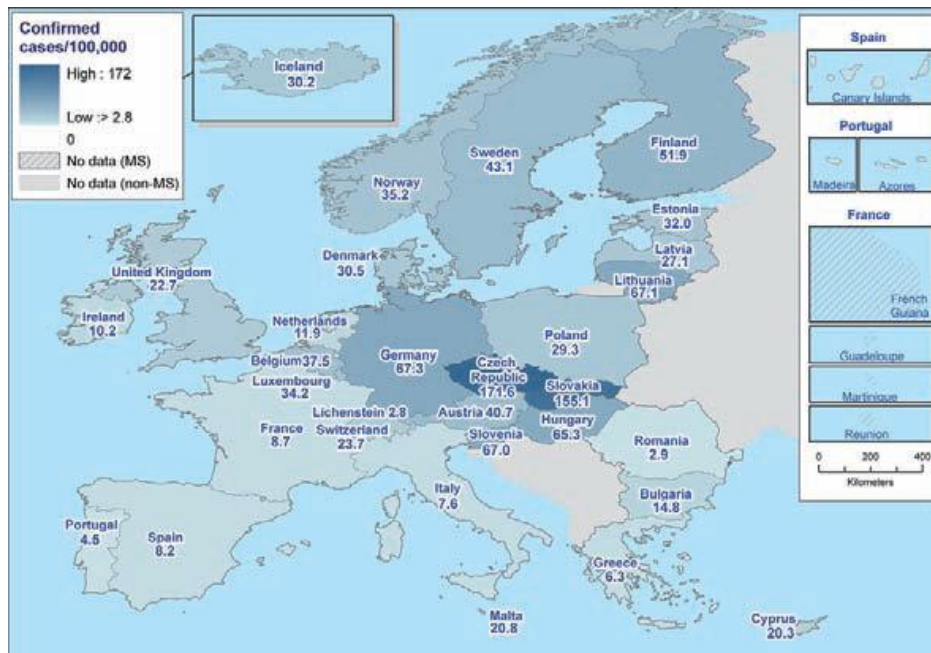 Confirmed
cases/100,000
High : 172
Low :> 2.8
0
No data (MS)
No data (non-MS)
Iceland
30.2
Finland
51.9
Sweden
43.1
Norway
35.2
Estonia
32.0
Latvia
27.1
Lithuania
67.1
Denmark
30.5
United Kingdom
22.7
Ireland
10.2
Netherlands
11.9
Belgium 37.5
Luxembourg
34.2
Germany
67.3
Poland
29.3
Czech
Republic
171.6
Slovakia
155.1
Lichenstein 2.8
Austria 40.7
Hungary
65.3
France
8.7
Switzerland
23.7
Slovenia
67.0
Romania
2.9
Italy
7.6
Bulgaria
14.8
Portugal
4.5
Spain
8.2
Greece
6.3
Malta
20.8
Cyprus
20.3
Spain
Canary Islands
Portugal
Madeira
Azores
France
French
Guiana
Guadeloupe
Martinique
Reunion
0 200 400
Kilometers